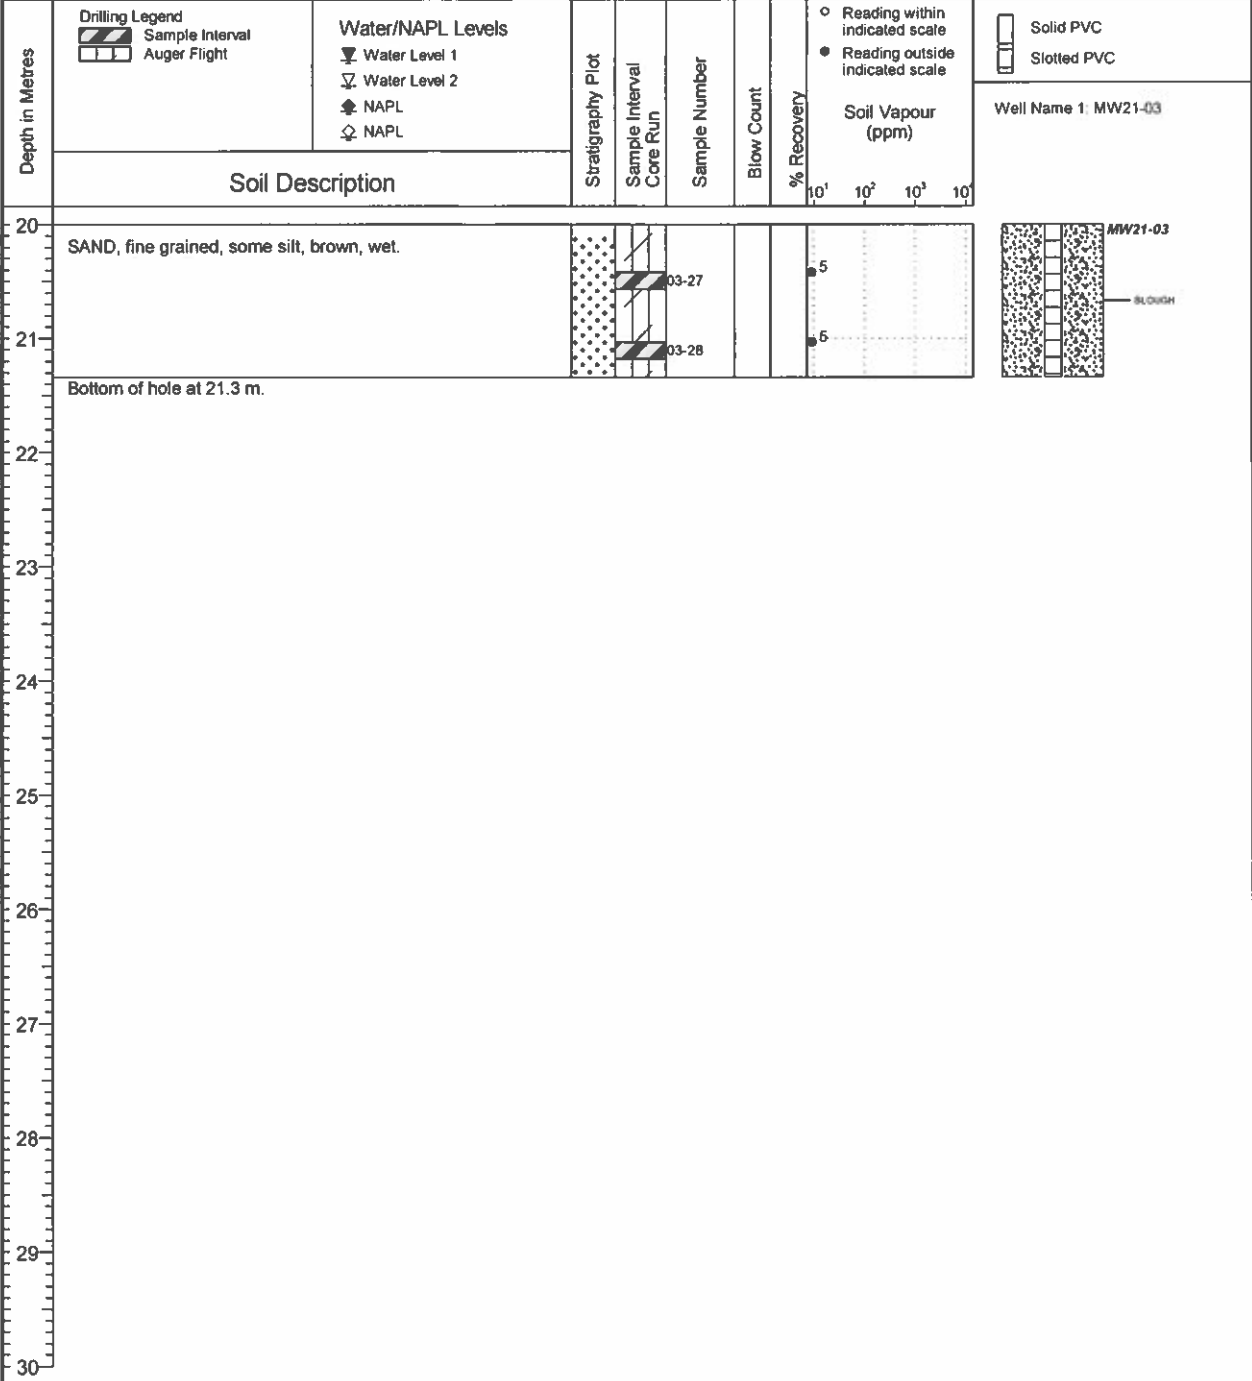 Depth in Metres
Drilling Legend
Sample Interval
Auger Flight
Water/NAPL Levels
Water Level 1
Water Level 2
NAPL
NAPL
Soil Description
Stratigraphy Plot
Sample Interval
Core Run
Sample Number
Blow Count
% Recovery
Reading within
indicated scale
Reading outside
indicated scale
Soil Vapour
(ppm)
10¹ 10² 10³ 10⁴
Solid PVC
Slotted PVC
Well Name 1: MW21-03
20
SAND, fine grained, some silt, brown, wet.
03-27
5
MW21-03
SLOUGH
21
03-28
5
Bottom of hole at 21.3 m.
22
23
24
25
26
27
28
29
30